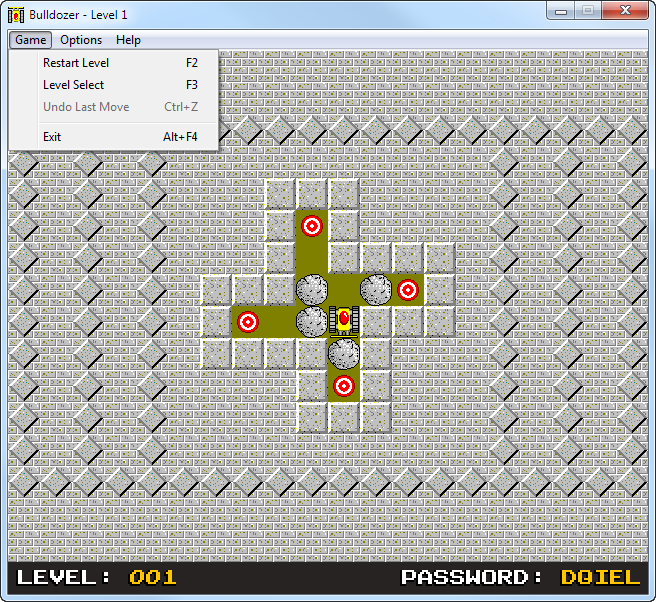 Bulldozer - Level 1
Game Options Help
Restart Level F2
Level Select F3
Undo Last Move Ctrl+Z
Exit Alt+F4
LEVEL: 001 PASSWORD: DQIEL